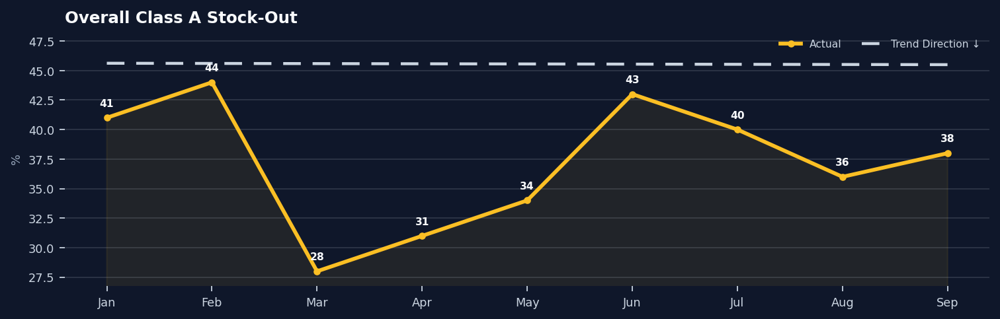 Overall Class A Stock-Out
Actual
Trend Direction ↓
%
47.5
45.0
42.5
40.0
37.5
35.0
32.5
30.0
27.5
41
44
28
31
34
43
40
36
38
Jan
Feb
Mar
Apr
May
Jun
Jul
Aug
Sep